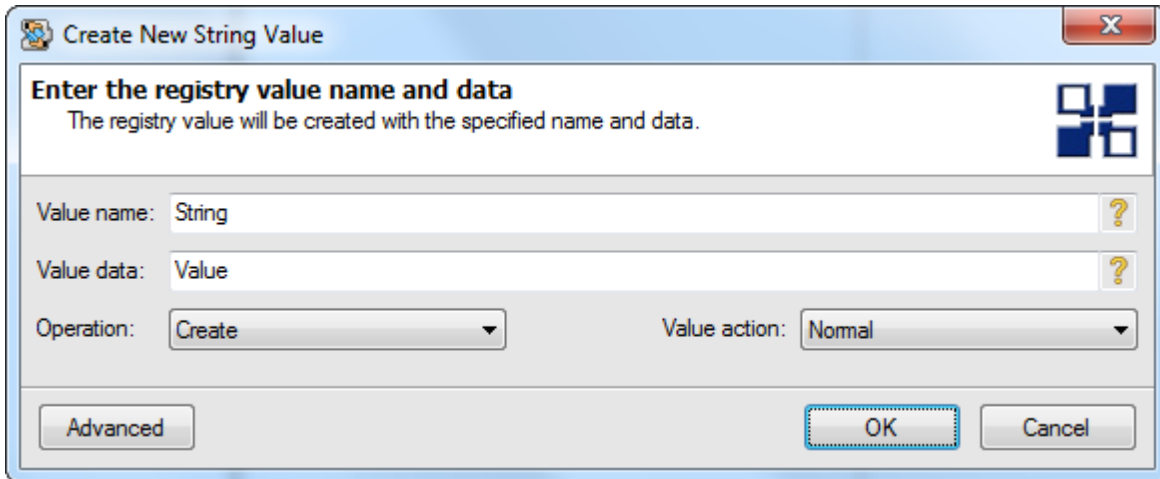 Create New String Value
x
Enter the registry value name and data
The registry value will be created with the specified name and data.
Value name: String ?
Value data: Value ?
Operation: Create Value action: Normal
Advanced OK Cancel